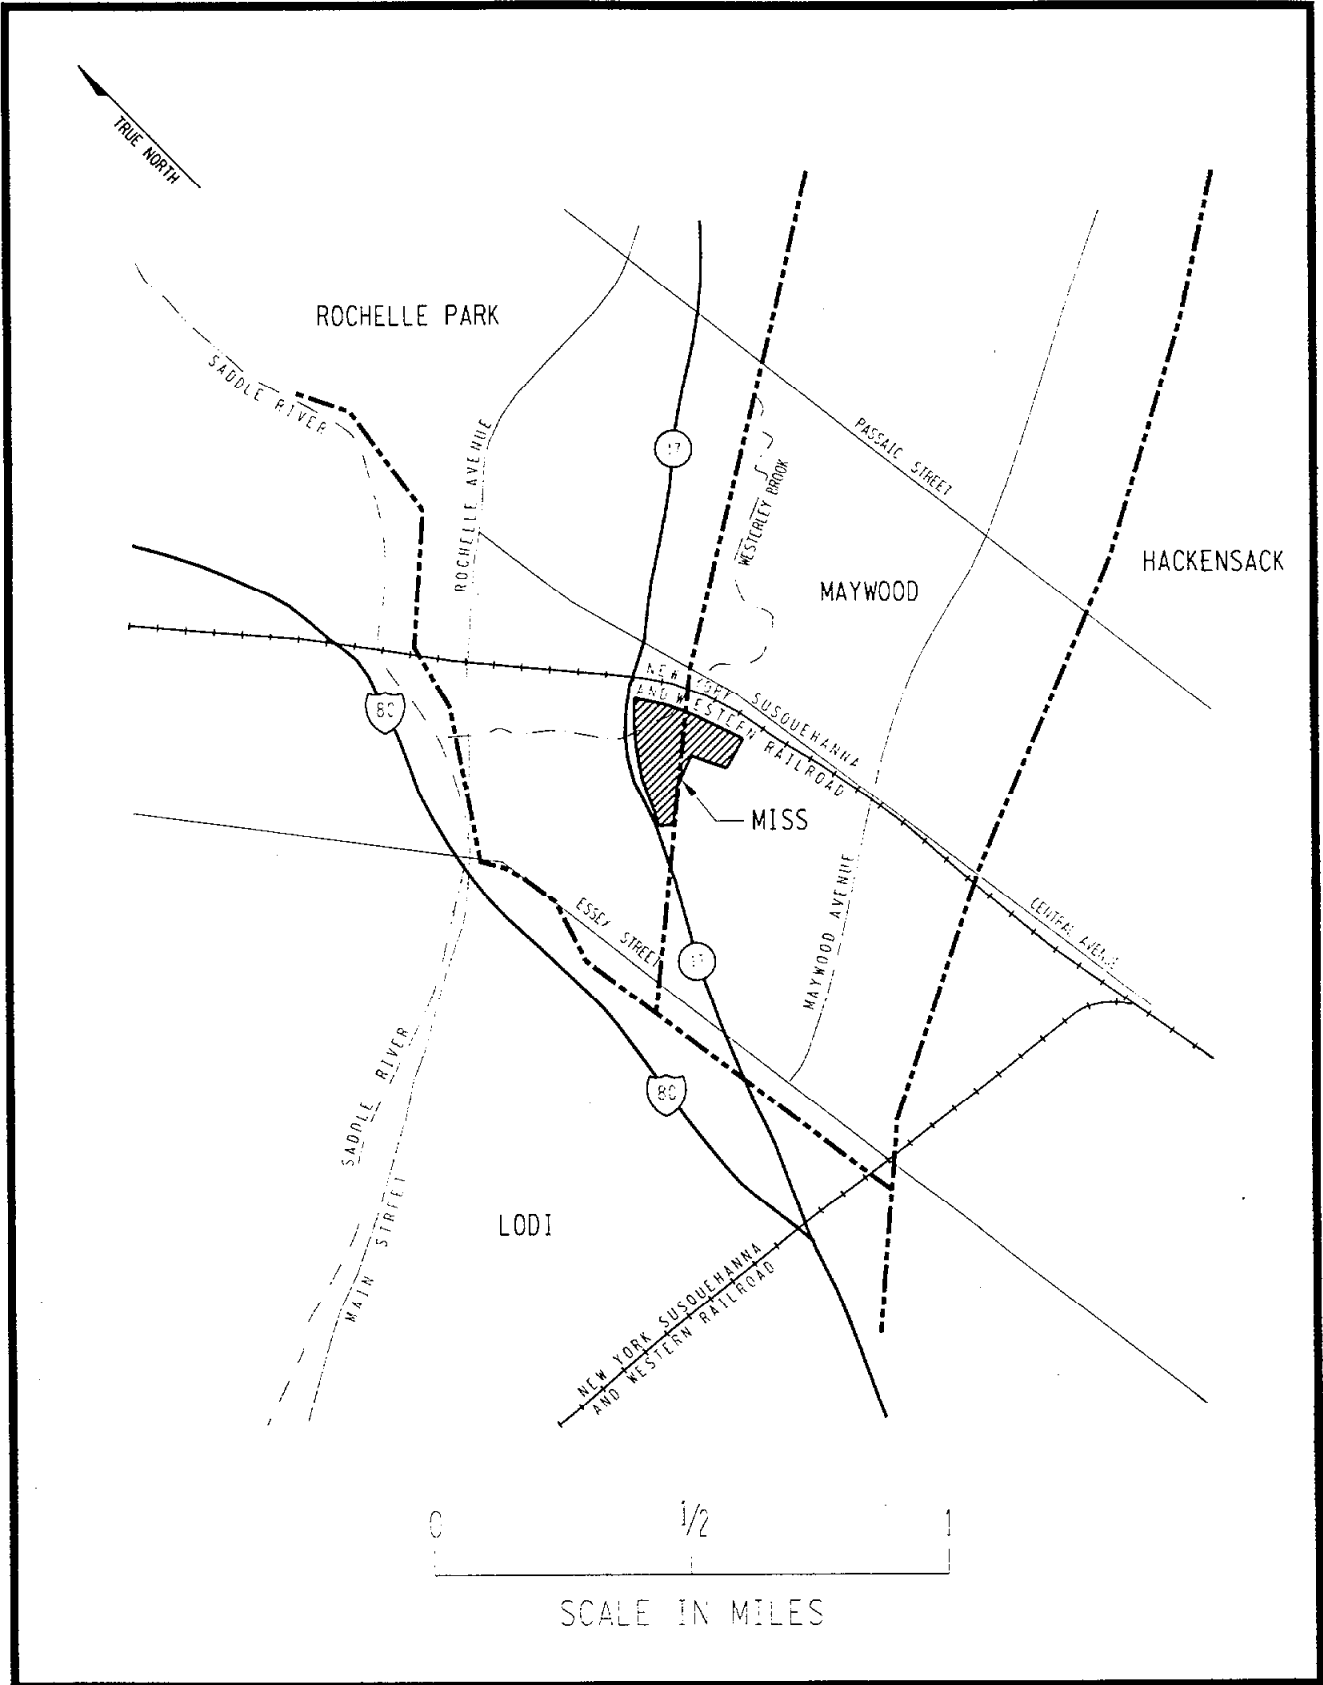 TRUE NORTH
ROCHELLE PARK
SADDLE RIVER
ROCHELLE AVENUE
17
PASSAIC STREET
WESTERLEY BROOK
HACKENSACK
MAYWOOD
NEW YORK SUSQUEHANNA
AND WESTERN RAILROAD
80
MISS
MAYWOOD AVENUE
ESSEX STREET
CENTRAL AVENUE
17
SADDLE RIVER
80
MAIN STREET
LODI
NEW YORK SUSQUEHANNA
AND WESTERN RAILROAD
0 1/2 1
SCALE IN MILES